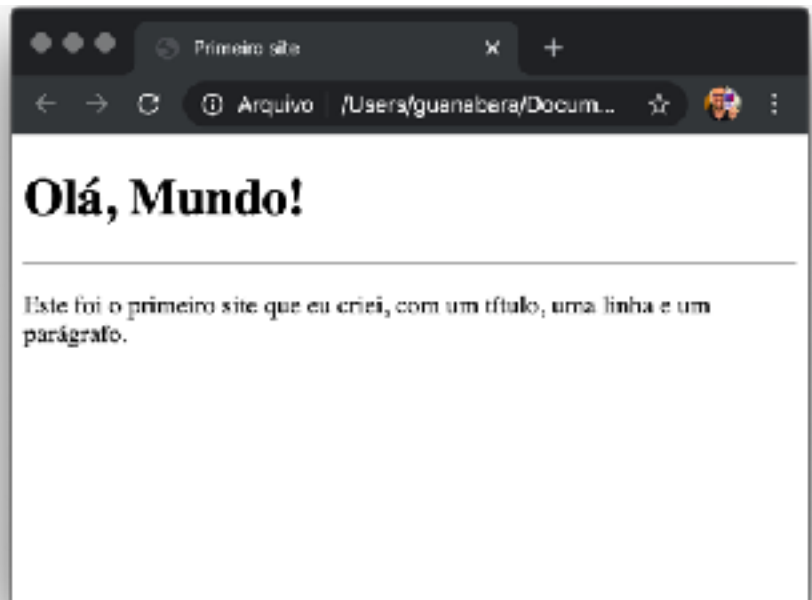 Primeiro site
Arquivo /Users/guanabara/Docum...
Olá, Mundo!
Este foi o primeiro site que eu criei, com um título, uma linha e um
parágrafo.